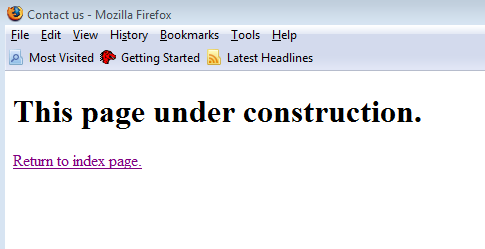 Contact us - Mozilla Firefox
File Edit View History Bookmarks Tools Help
Most Visited Getting Started Latest Headlines
This page under construction.
Return to index page.